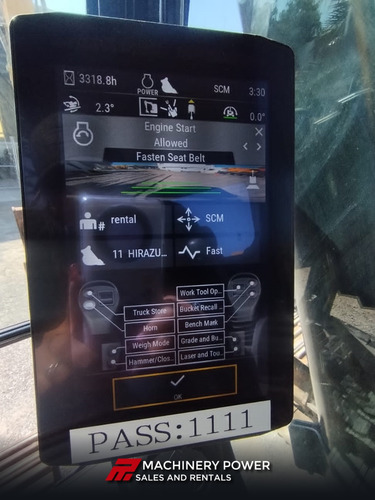 3318.8h
POWER
SCM
3:30
2.3°
0.0°
Engine Start
Allowed
Fasten Seat Belt
# rental
SCM
11 HIRAZU...
Fast
Work Tool Op...
Truck Store
Bucket Recall ...
Horn
Bench Mark
Weigh Mode
Grade and Bu...
Hammer/Clos...
Laser and Tou...
OK
PASS:1111
MACHINERY POWER
SALES AND RENTALS